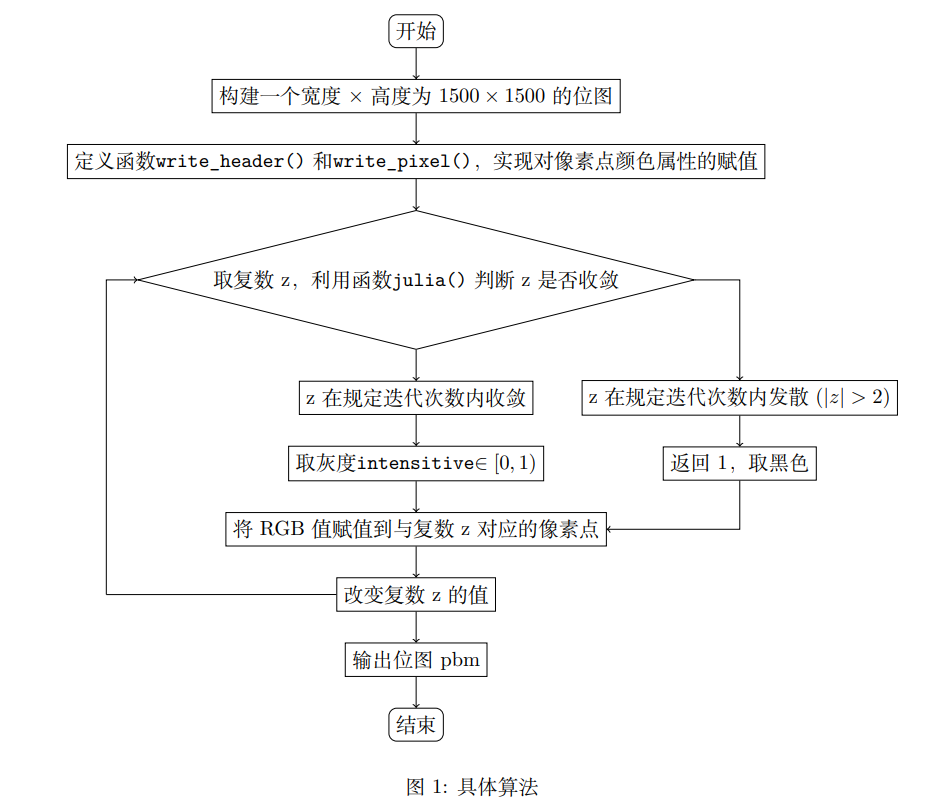 开始
构建一个宽度 × 高度为 1500 × 1500 的位图
定义函数write_header() 和write_pixel()，实现对像素点颜色属性的赋值
取复数 z，利用函数julia() 判断 z 是否收敛
z 在规定迭代次数内收敛
z 在规定迭代次数内发散 (|z| > 2)
取灰度intensitive∈ [0, 1)
返回 1，取黑色
将 RGB 值赋值到与复数 z 对应的像素点
改变复数 z 的值
输出位图 pbm
结束
图 1: 具体算法